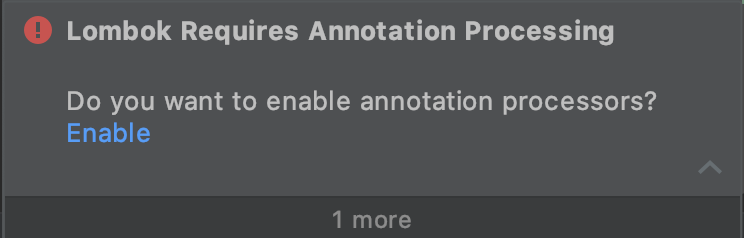 Lombok Requires Annotation Processing
Do you want to enable annotation processors?
Enable
1 more